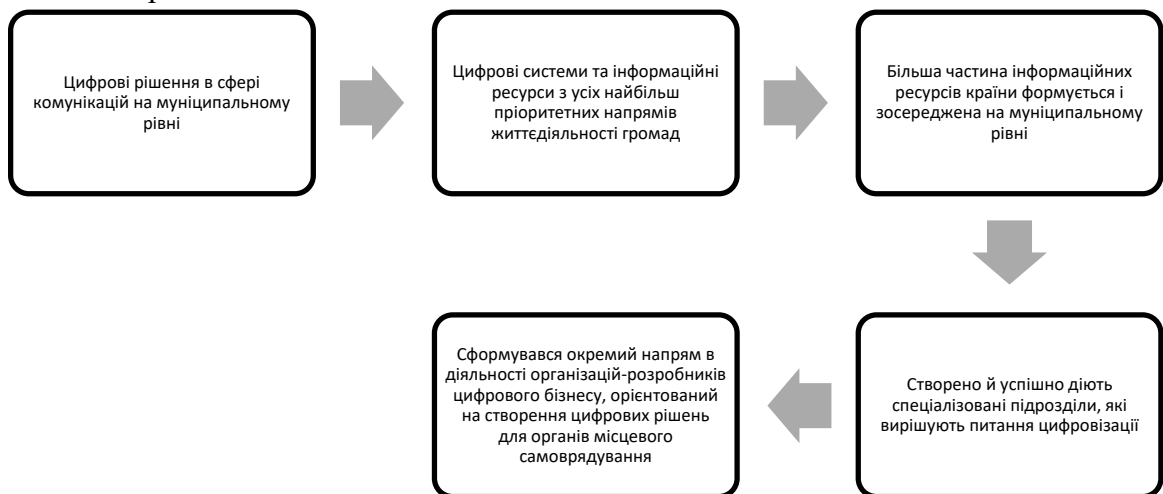 Цифрові рішення в сфері
комунікацій на муніципальному
рівні
Цифрові системи та інформаційні
ресурси з усіх найбільш
пріоритетних напрямів
життєдіяльності громад
Більша частина інформаційних
ресурсів країни формується і
зосереджена на муніципальному
рівні
Створено й успішно діють
спеціалізовані підрозділи, які
вирішують питання цифровізації
Сформувався окремий напрям в
діяльності організацій-розробників
цифрового бізнесу, орієнтований
на створення цифрових рішень
для органів місцевого
самоврядування